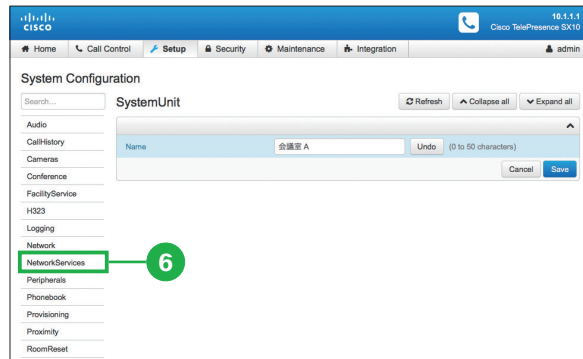 CISCO
10.1.1.1
Cisco TelePresence SX10
Home Call Control Setup Security Maintenance Integration admin
System Configuration
Search...
SystemUnit
Refresh Collapse all Expand all
Audio
CallHistory
Name 会議室 A Undo (0 to 50 characters)
Cameras
Conference
Cancel Save
FacilityService
H323
Logging
Network
NetworkServices
6
Peripherals
Phonebook
Provisioning
Proximity
RoomReset